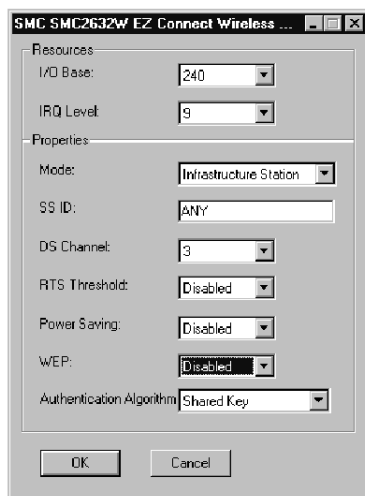 SMC SMC2632W EZ Connect Wireless ...
Resources
I/O Base: 240
IRQ Level: 9
Properties
Mode: Infrastructure Station
SS ID: ANY
DS Channel: 3
RTS Threshold: Disabled
Power Saving: Disabled
WEP: Disabled
Authentication Algorithm Shared Key
OK Cancel